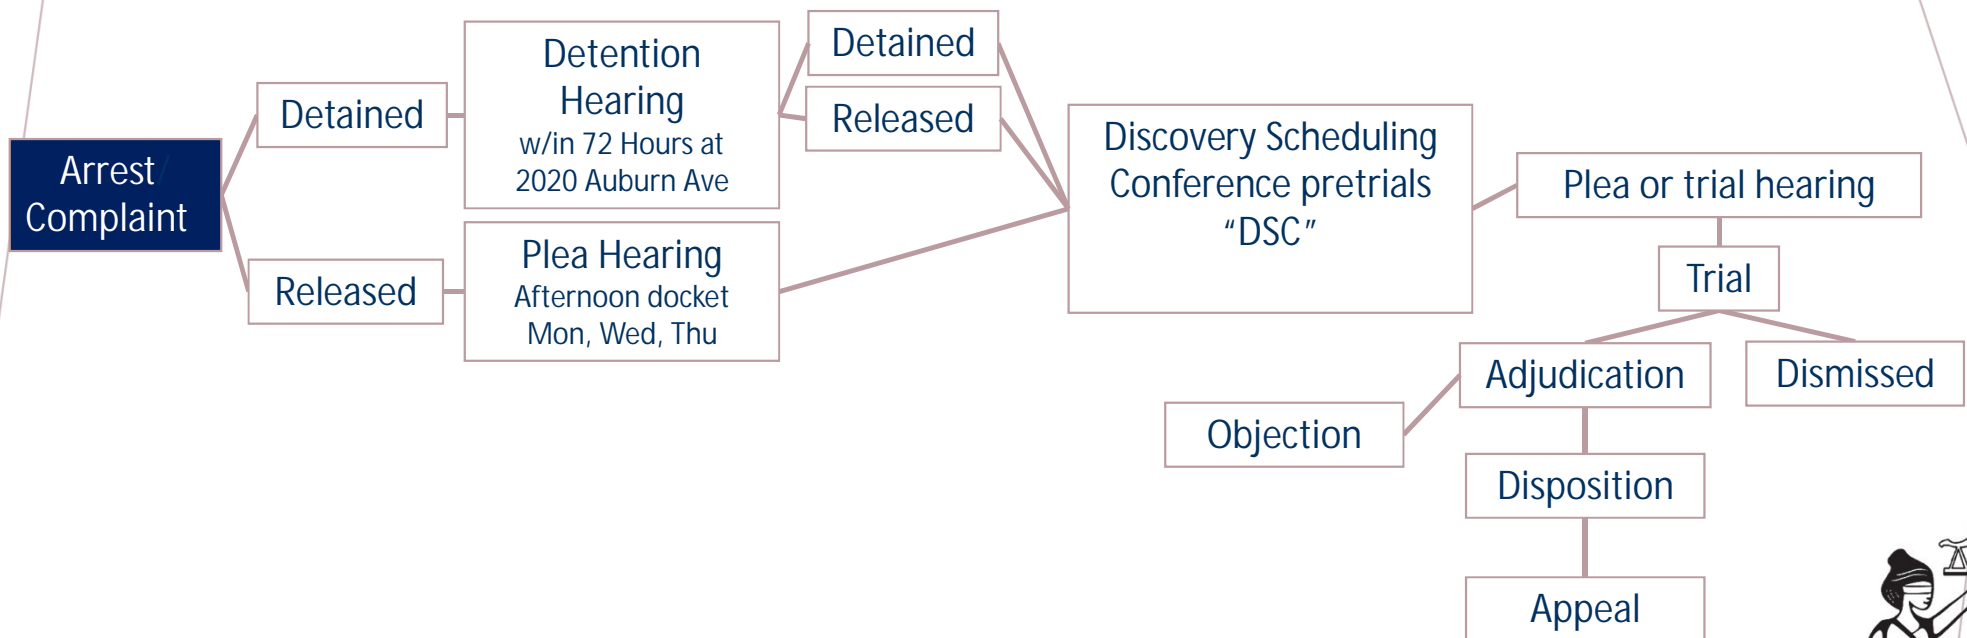 Arrest/
Complaint
Detained
Released
Detention
Hearing
w/in 72 Hours at
2020 Auburn Ave
Plea Hearing
Afternoon docket
Mon, Wed, Thu
Detained
Released
Discovery Scheduling
Conference pretrials
“DSC”
Plea or trial hearing
Trial
Adjudication
Dismissed
Objection
Disposition
Appeal